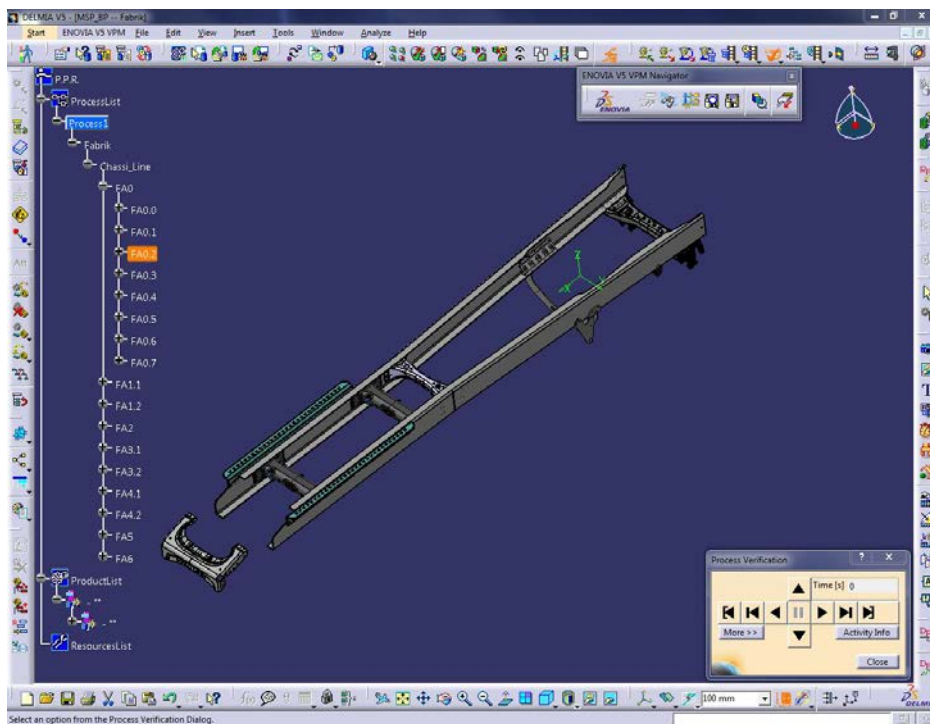 DELMIA V5 - [MSP_BP -- Fabrik]
Start ENOVIA V5 VPM File Edit View Insert Tools Window Analyze Help
ENOVIA V5 VPM Navigator
ENOVIA
P.P.R.
ProcessList
Process1
Fabrik
Chassi_Line
FA0
FA0.0
FA0.1
FA0.2
FA0.3
FA0.4
FA0.5
FA0.6
FA0.7
FA1.1
FA1.2
FA2
FA3.1
FA3.2
FA4.1
FA4.2
FA5
FA6
ProductList
ResourcesList
Z
X
Y
Process Verification
Time [s] 0
More >> Activity Info
Close
100 mm
DELMIA
Select an option from the Process Verification Dialog.